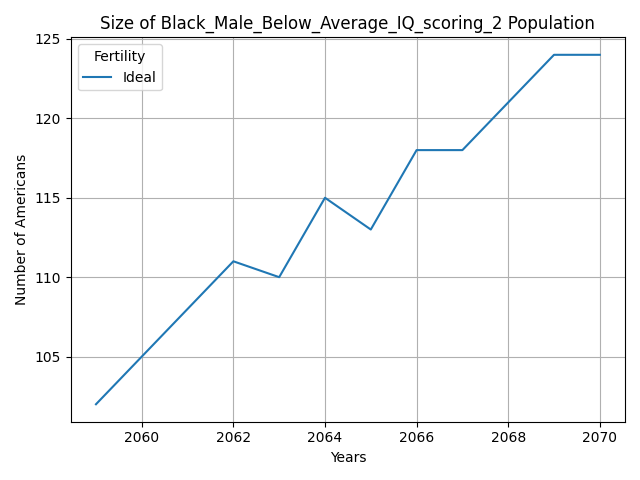 Size of Black_Male_Below_Average_IQ_scoring_2 Population
Number of Americans
125
120
115
110
105
Fertility
Ideal
2060 2062 2064 2066 2068 2070
Years